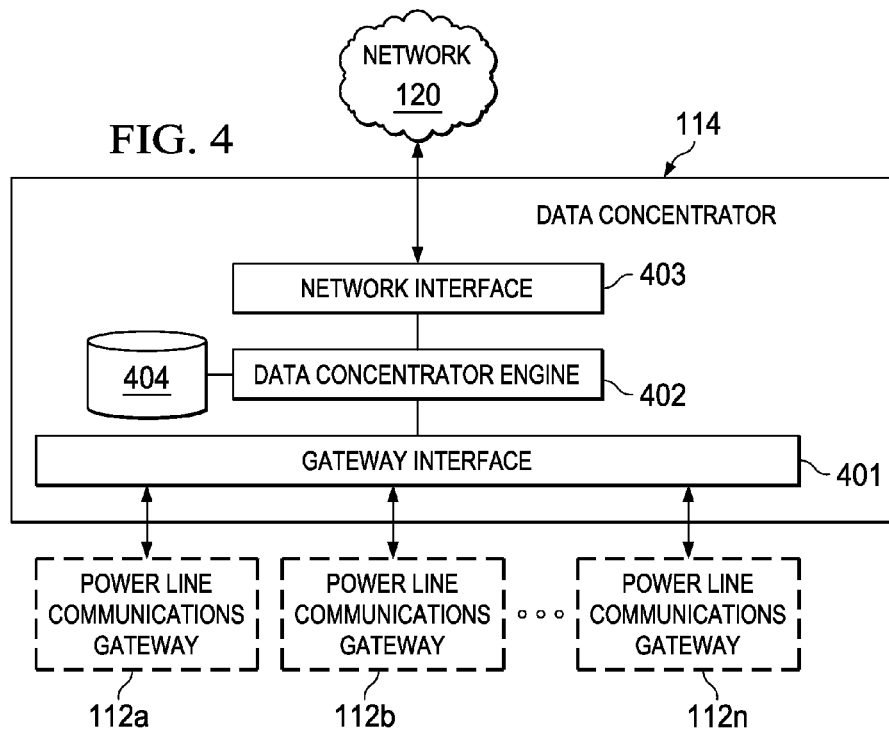 NETWORK
120
FIG. 4
114
DATA CONCENTRATOR
NETWORK INTERFACE
403
404
DATA CONCENTRATOR ENGINE
402
GATEWAY INTERFACE
401
POWER LINE
COMMUNICATIONS
GATEWAY
POWER LINE
COMMUNICATIONS
GATEWAY
POWER LINE
COMMUNICATIONS
GATEWAY
112a
112b
112n